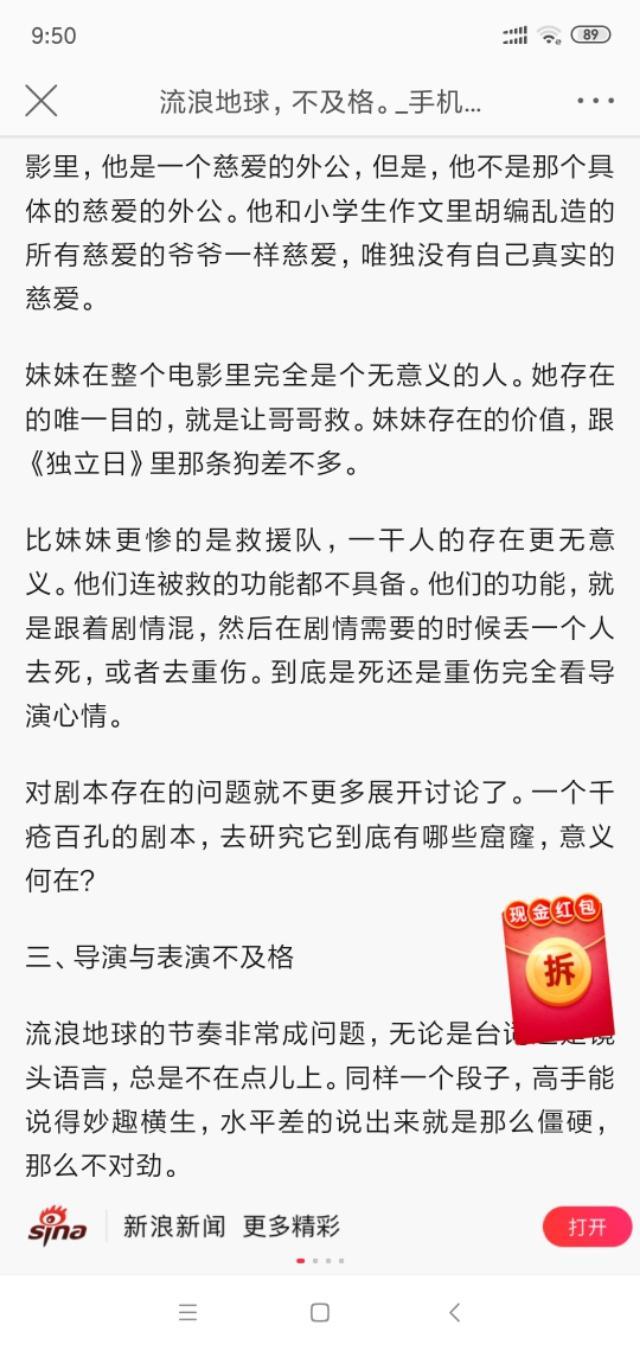 9:50
89
流浪地球，不及格。_手机...
影里，他是一个慈爱的外公，但是，他不是那个具
体的慈爱的外公。他和小学生作文里胡编乱造的
所有慈爱的爷爷一样慈爱，唯独没有自己真实的
慈爱。
妹妹在整个电影里完全是个无意义的人。她存在
的唯一目的，就是让哥哥救。妹妹存在的价值，跟
《独立日》里那条狗差不多。
比妹妹更惨的是救援队，一干人的存在更无意
义。他们连被救的功能都不具备。他们的功能，就
是跟着剧情混，然后在剧情需要的时候丢一个人
去死，或者去重伤。到底是死还是重伤完全看导
演心情。
对剧本存在的问题就不更多展开讨论了。一个千
疮百孔的剧本，去研究它到底有哪些窟窿，意义
何在？
现金红包
拆
三、导演与表演不及格
流浪地球的节奏非常成问题，无论是台词还是镜
头语言，总是不在点儿上。同样一个段子，高手能
说得妙趣横生，水平差的说出来就是那么僵硬，
那么不对劲。
sina 新浪新闻 更多精彩 打开